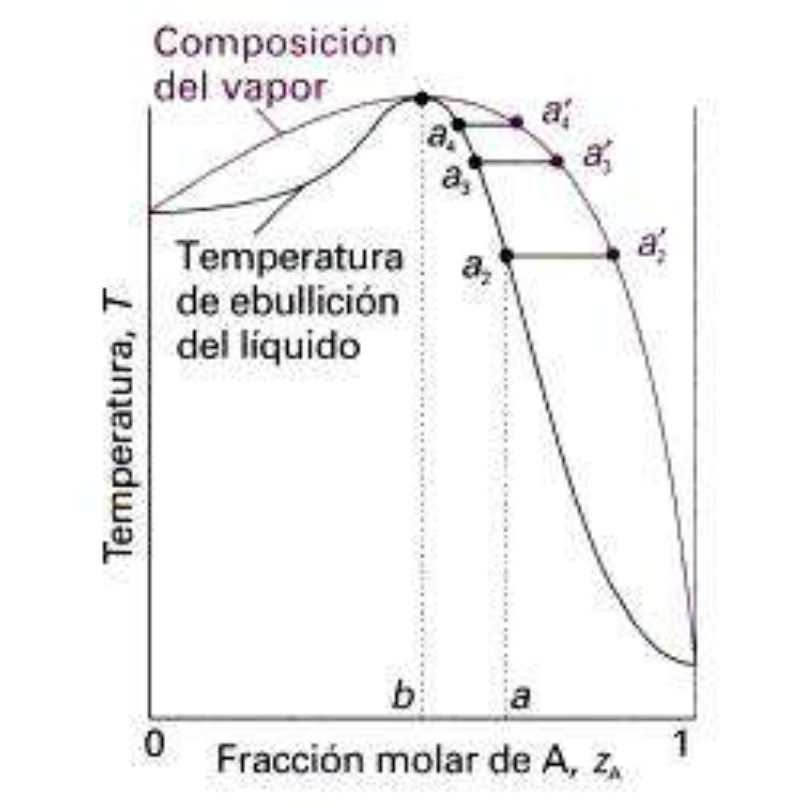 Composición
del vapor
a₄ a′₄
a₃ a′₃
a₂ a′₂
Temperatura
de ebullición
del líquido
Temperatura, T
b a
0 1
Fracción molar de A, z_A